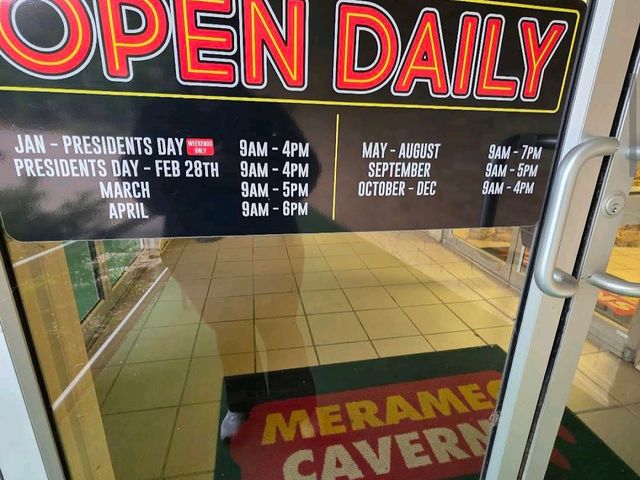 OPEN DAILY
JAN - PRESIDENTS DAY WEEKENDS ONLY 9AM - 4PM
PRESIDENTS DAY - FEB 28TH 9AM - 4PM
MARCH 9AM - 5PM
APRIL 9AM - 6PM
MAY - AUGUST 9AM - 7PM
SEPTEMBER 9AM - 5PM
OCTOBER - DEC 9AM - 4PM
MERAMEC
CAVERN